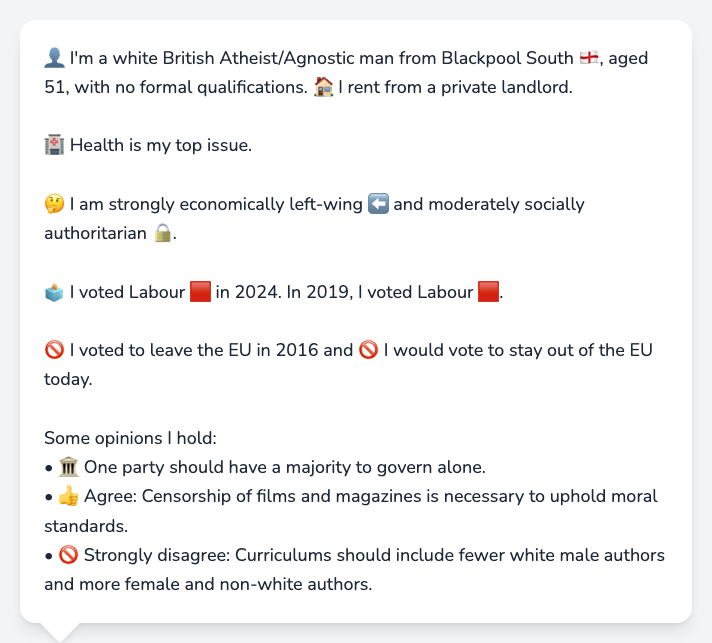 👤 I'm a white British Atheist/Agnostic man from Blackpool South 🏴󠁧󠁢󠁥󠁮󠁧󠁿, aged
51, with no formal qualifications. 🏠 I rent from a private landlord.
🏥 Health is my top issue.
🤔 I am strongly economically left-wing ⬅️ and moderately socially
authoritarian 🔒.
🗳️ I voted Labour 🟥 in 2024. In 2019, I voted Labour 🟥.
🚫 I voted to leave the EU in 2016 and 🚫 I would vote to stay out of the EU
today.
Some opinions I hold:
• 🏛️ One party should have a majority to govern alone.
• 👍 Agree: Censorship of films and magazines is necessary to uphold moral
standards.
• 🚫 Strongly disagree: Curriculums should include fewer white male authors
and more female and non-white authors.